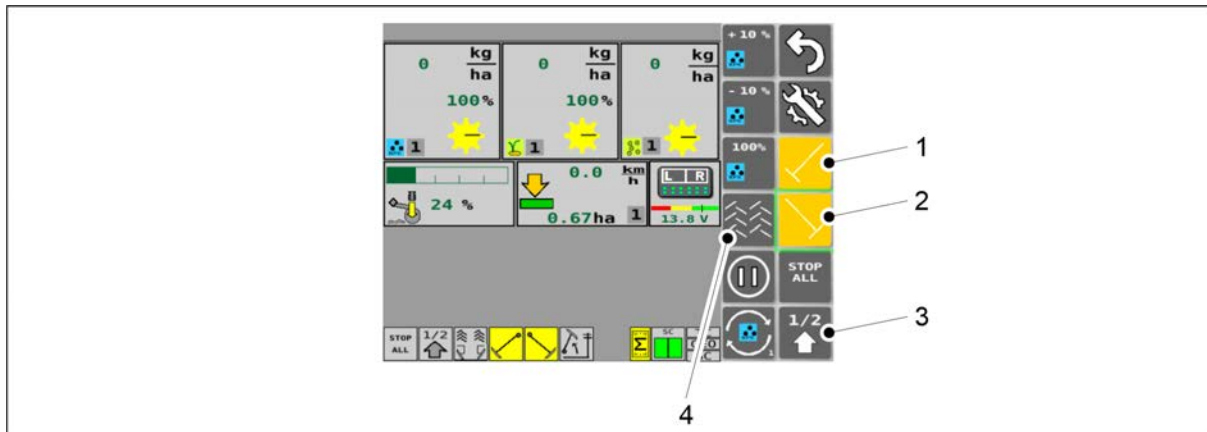 + 10 %
0 kg/ha
0 kg/ha
0 kg/ha
100%
100%
1
1
1
- 10 %
100%
1
2
0.0 km/h
L R
24 %
0.67ha 1
13.8 V
STOP ALL
STOP ALL
1/2
SC
Σ
1/2
3
1
4